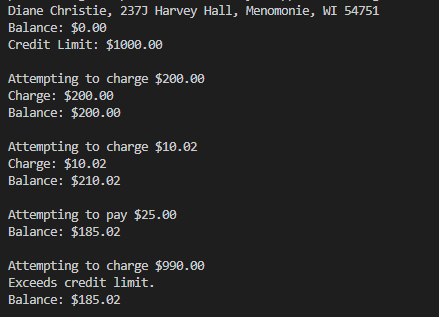 Diane Christie, 237J Harvey Hall, Menomonie, WI 54751
Balance: $0.00
Credit Limit: $1000.00
Attempting to charge $200.00
Charge: $200.00
Balance: $200.00
Attempting to charge $10.02
Charge: $10.02
Balance: $210.02
Attempting to pay $25.00
Balance: $185.02
Attempting to charge $990.00
Exceeds credit limit.
Balance: $185.02